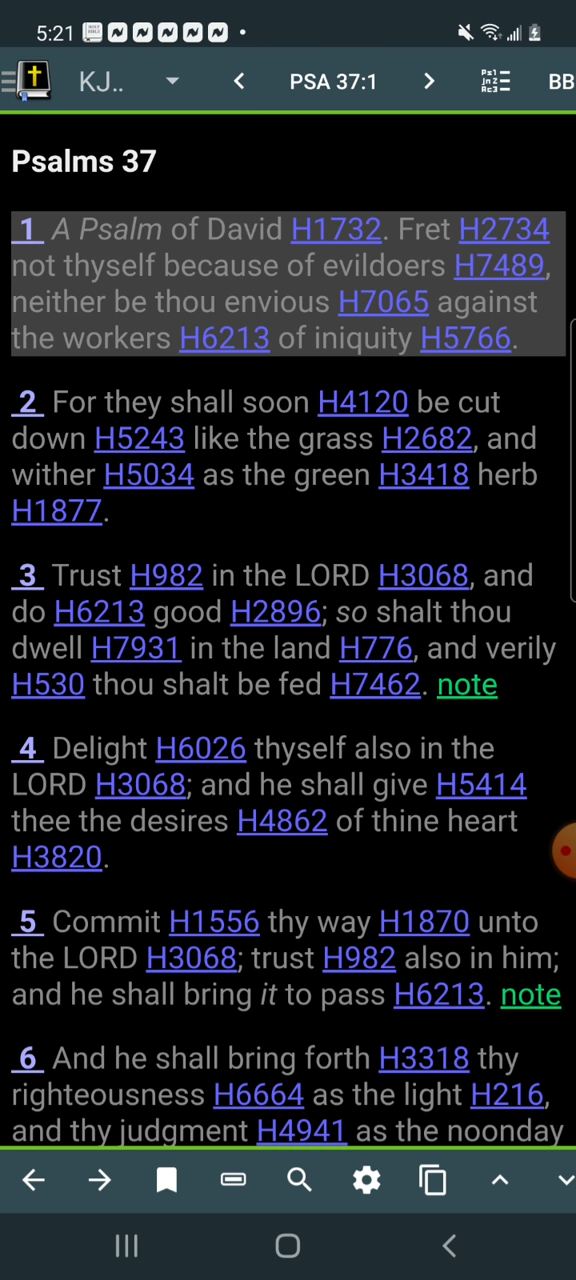 5:21
KJ.. PSA 37:1 BB
Psalms 37
1 A Psalm of David H1732. Fret H2734
not thyself because of evildoers H7489,
neither be thou envious H7065 against
the workers H6213 of iniquity H5766.
2 For they shall soon H4120 be cut
down H5243 like the grass H2682, and
wither H5034 as the green H3418 herb
H1877.
3 Trust H982 in the LORD H3068, and
do H6213 good H2896; so shalt thou
dwell H7931 in the land H776, and verily
H530 thou shalt be fed H7462. note
4 Delight H6026 thyself also in the
LORD H3068; and he shall give H5414
thee the desires H4862 of thine heart
H3820.
5 Commit H1556 thy way H1870 unto
the LORD H3068; trust H982 also in him;
and he shall bring it to pass H6213. note
6 And he shall bring forth H3318 thy
righteousness H6664 as the light H216,
and thy judgment H4941 as the noonday